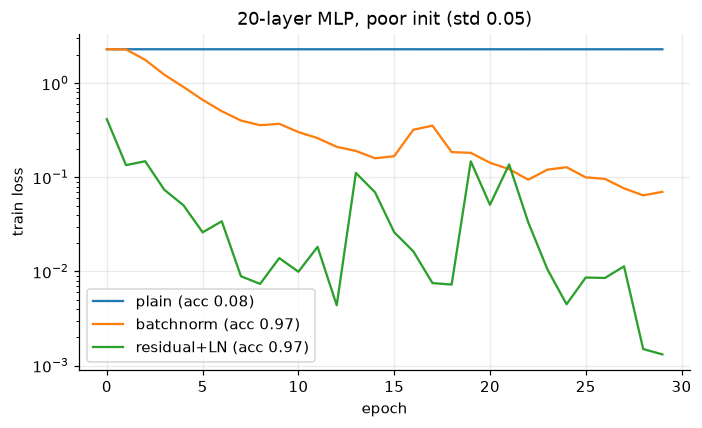 20-layer MLP, poor init (std 0.05)
train loss
10⁰
10⁻¹
10⁻²
10⁻³
plain (acc 0.08)
batchnorm (acc 0.97)
residual+LN (acc 0.97)
0 5 10 15 20 25 30
epoch